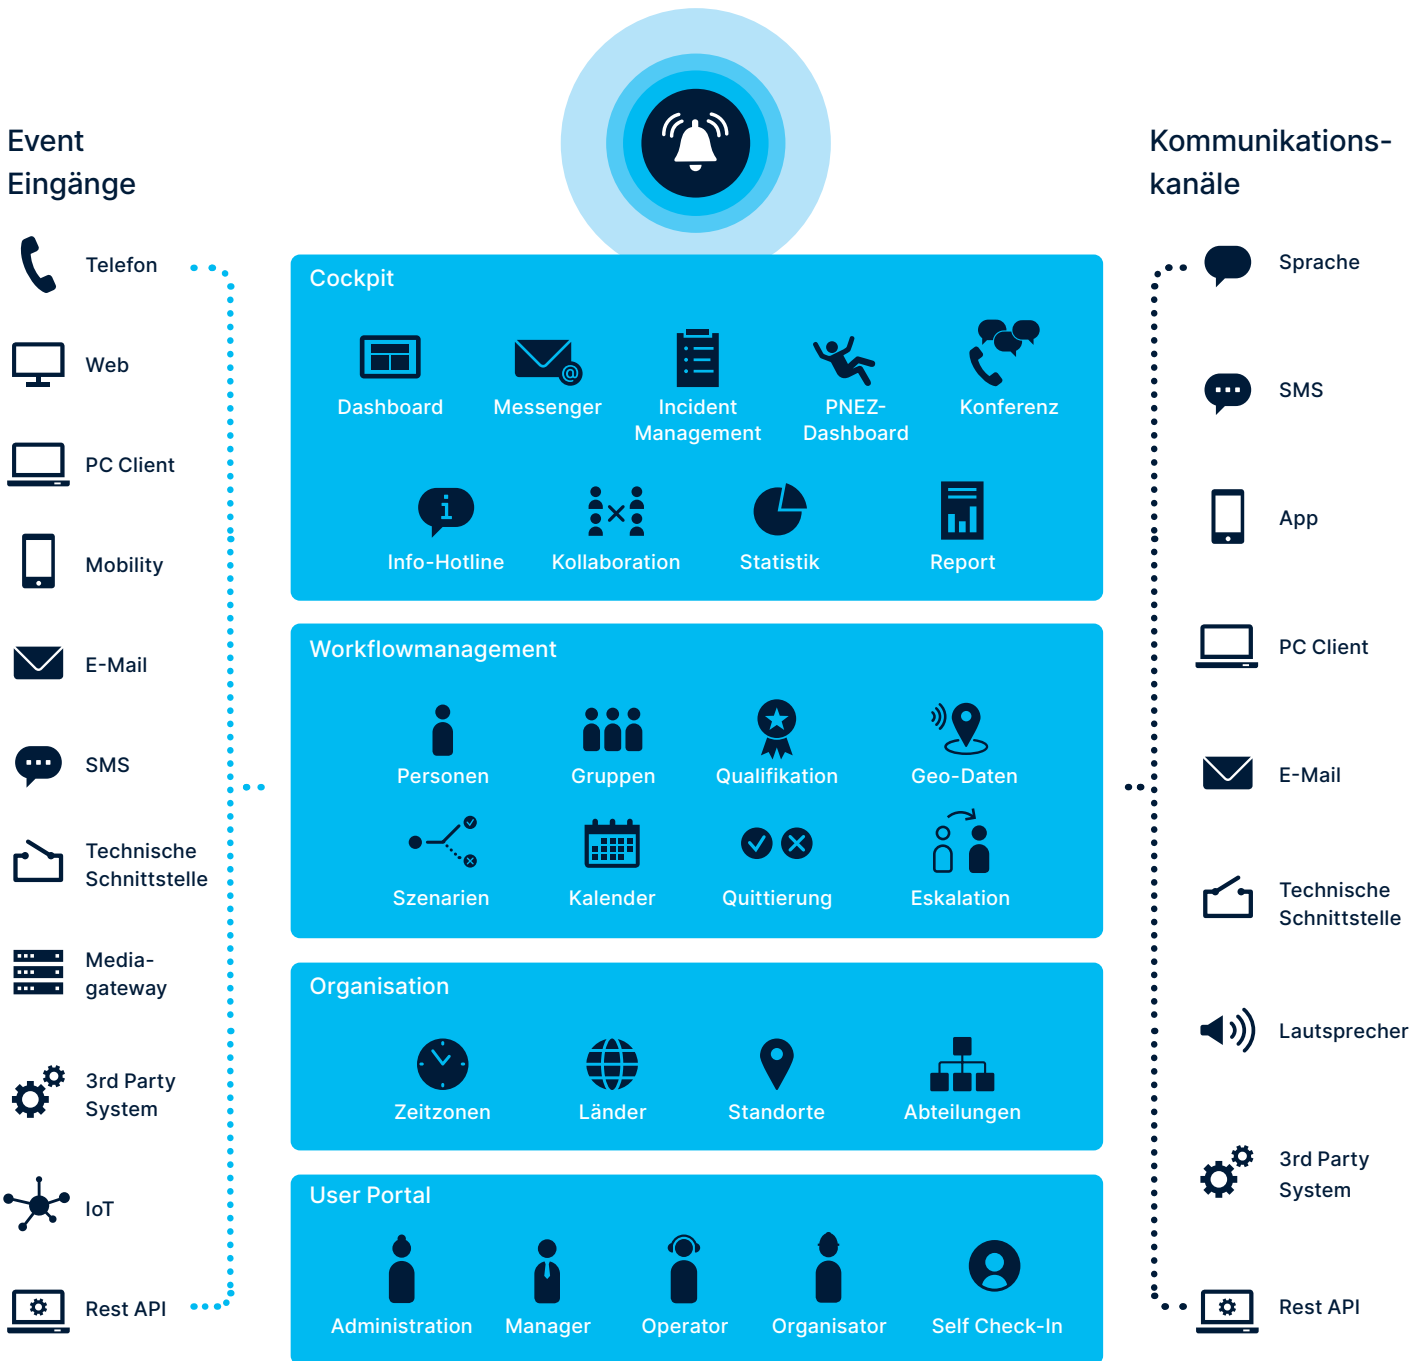 Event
Eingänge
Telefon
Web
PC Client
Mobility
E-Mail
SMS
Technische
Schnittstelle
Media-
gateway
3rd Party
System
IoT
Rest API
Cockpit
Dashboard
Messenger
@
Incident
Management
PNEZ-
Dashboard
Konferenz
i
Info-Hotline
Kollaboration
Statistik
Report
Workflowmanagement
Personen
Gruppen
Qualifikation
Geo-Daten
Szenarien
Kalender
Quittierung
Eskalation
Organisation
Zeitzonen
Länder
Standorte
Abteilungen
User Portal
Administration
Manager
Operator
Organisator
Self Check-In
Kommunikations-
kanäle
Sprache
SMS
App
PC Client
E-Mail
Technische
Schnittstelle
Lautsprecher
3rd Party
System
Rest API